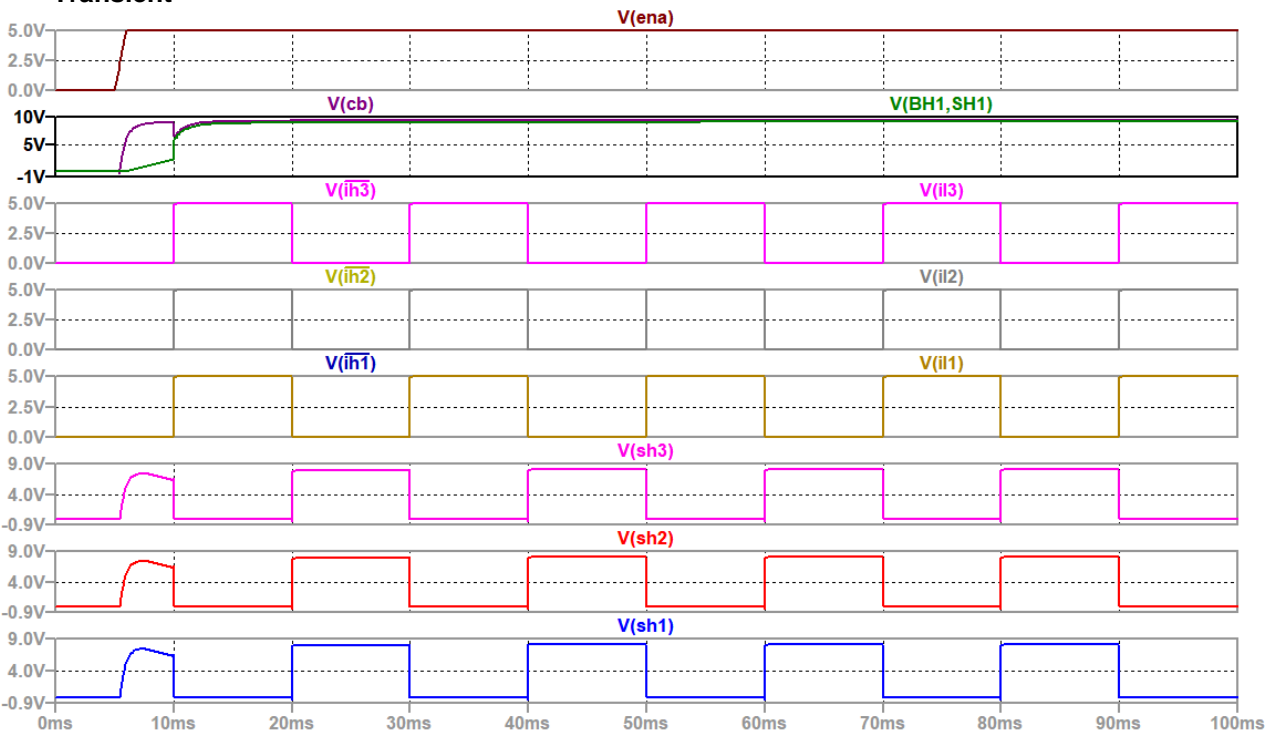 Transient
V(ena)
5.0V
2.5V
0.0V
V(cb) V(BH1,SH1)
10V
5V
-1V
V(i̅h̅3̅) V(il3)
5.0V
2.5V
0.0V
V(i̅h̅2̅) V(il2)
5.0V
2.5V
0.0V
V(i̅h̅1̅) V(il1)
5.0V
2.5V
0.0V
V(sh3)
9.0V
4.0V
-0.9V
V(sh2)
9.0V
4.0V
-0.9V
V(sh1)
9.0V
4.0V
-0.9V
0ms 10ms 20ms 30ms 40ms 50ms 60ms 70ms 80ms 90ms 100ms